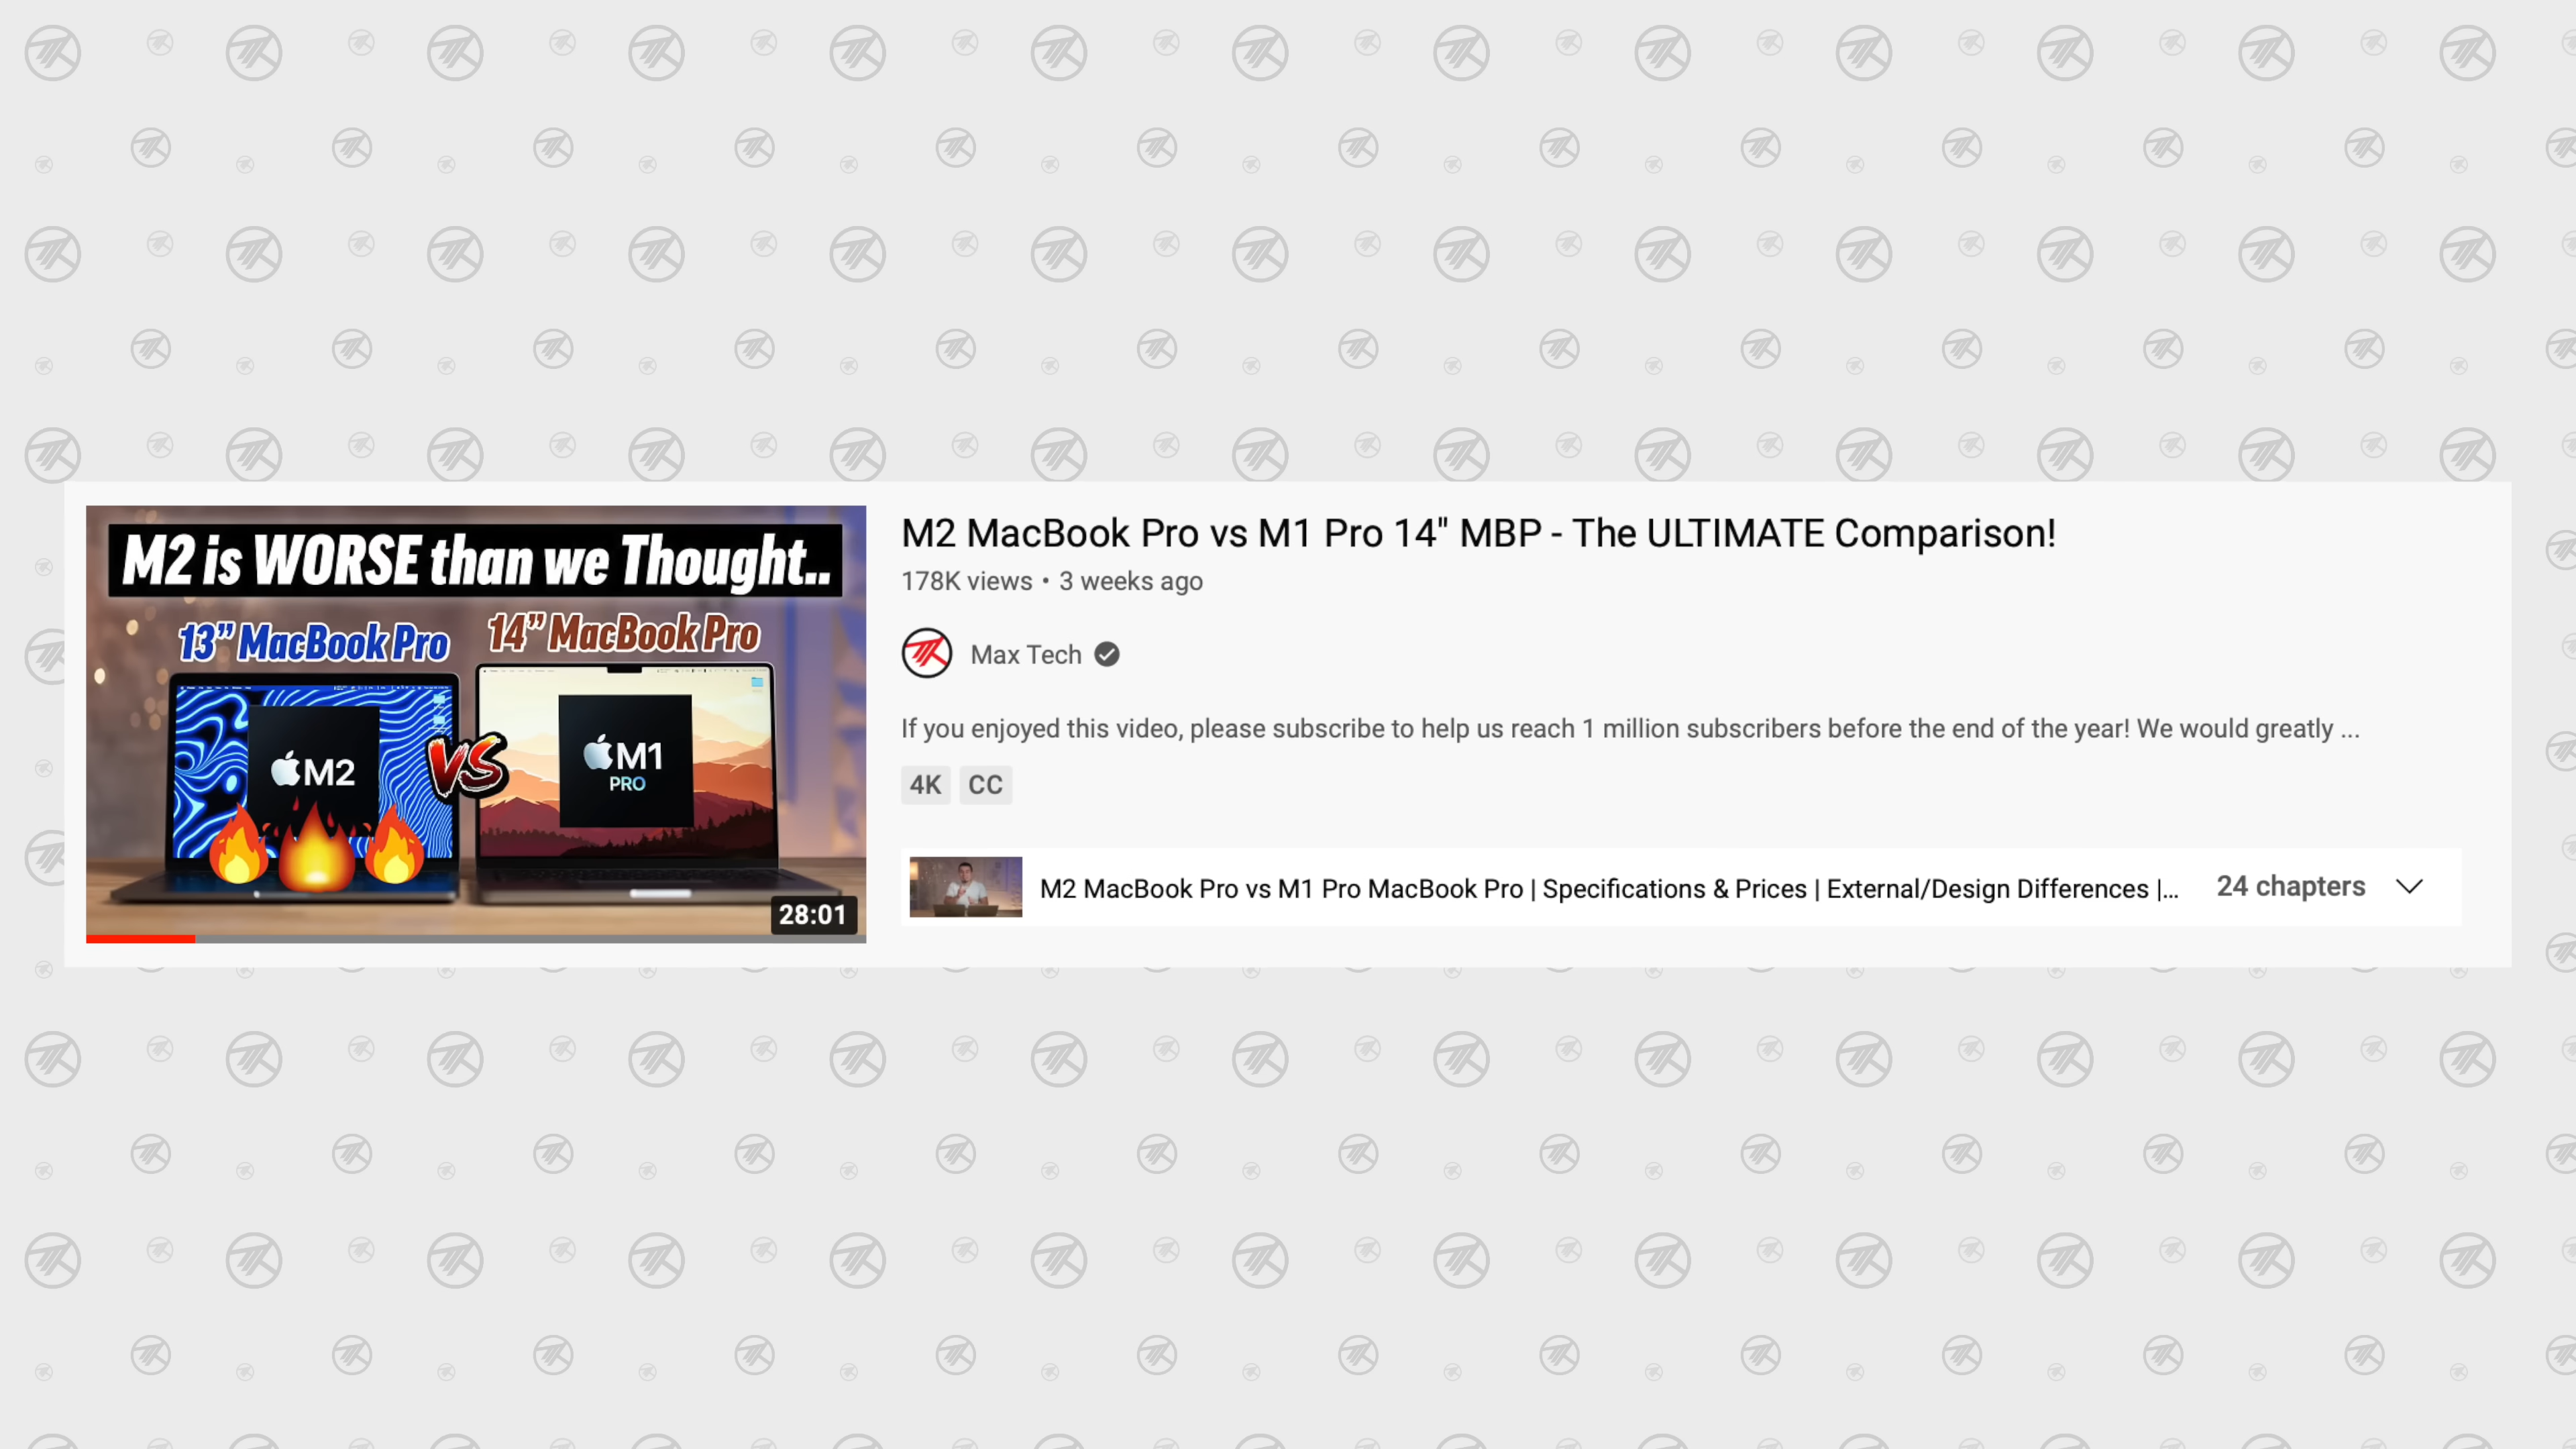 M2 is WORSE than we Thought..
13” MacBook Pro
14” MacBook Pro
M2
VS
M1
PRO
28:01
M2 MacBook Pro vs M1 Pro 14" MBP - The ULTIMATE Comparison!
178K views • 3 weeks ago
Max Tech
If you enjoyed this video, please subscribe to help us reach 1 million subscribers before the end of the year! We would greatly ...
4K CC
M2 MacBook Pro vs M1 Pro MacBook Pro | Specifications & Prices | External/Design Differences |...
24 chapters